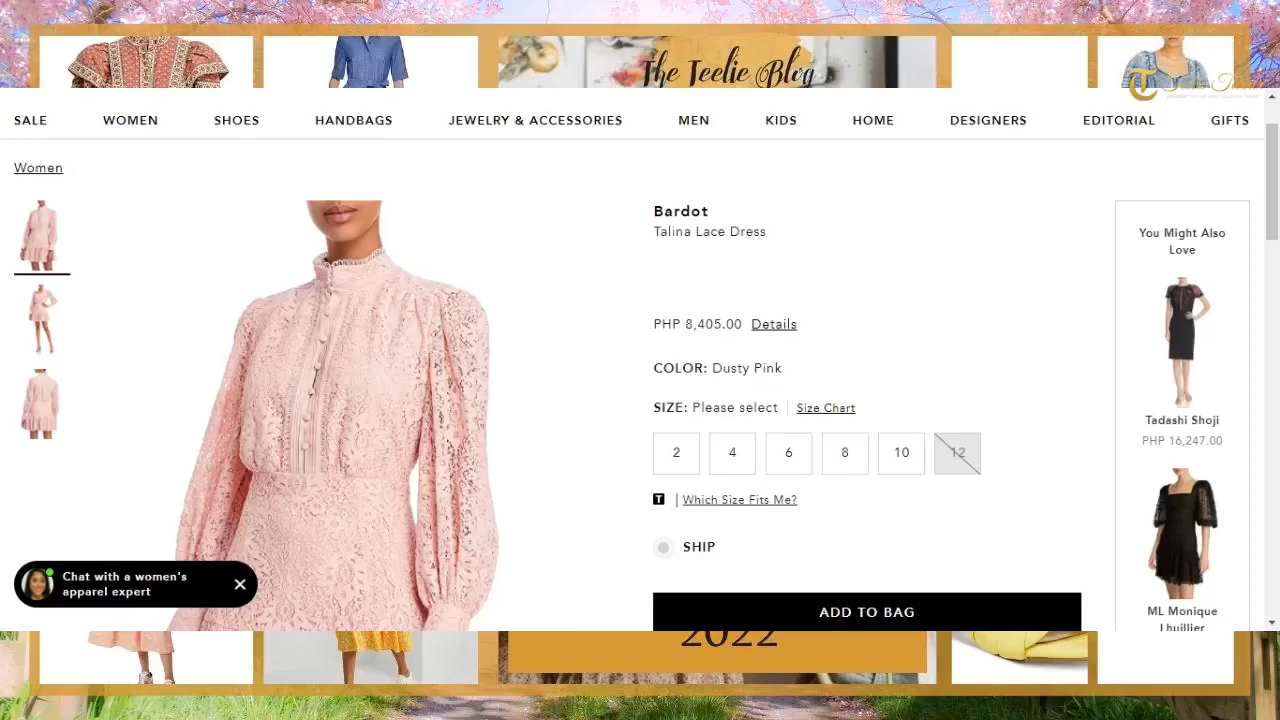 The Teelie Blog
SALE WOMEN SHOES HANDBAGS JEWELRY & ACCESSORIES MEN KIDS HOME DESIGNERS EDITORIAL GIFTS
Women
Bardot
Talina Lace Dress
PHP 8,405.00 Details
COLOR: Dusty Pink
SIZE: Please select Size Chart
2 4 6 8 10 12
T Which Size Fits Me?
SHIP
ADD TO BAG
You Might Also
Love
Tadashi Shoji
PHP 16,247.00
ML Monique
Lhuillier
Chat with a women's
apparel expert
2022